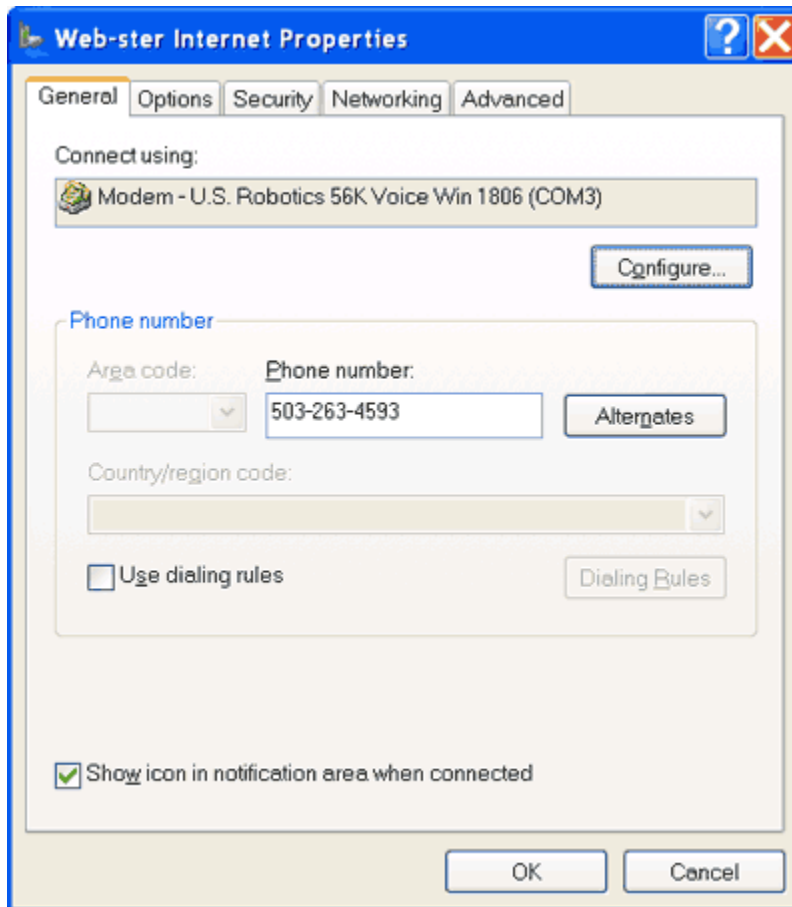 Web-ster Internet Properties
General Options Security Networking Advanced
Connect using:
Modem - U.S. Robotics 56K Voice Win 1806 (COM3)
Configure...
Phone number
Area code: Phone number:
503-263-4593 Alternates
Country/region code:
Use dialing rules Dialing Rules
Show icon in notification area when connected
OK Cancel